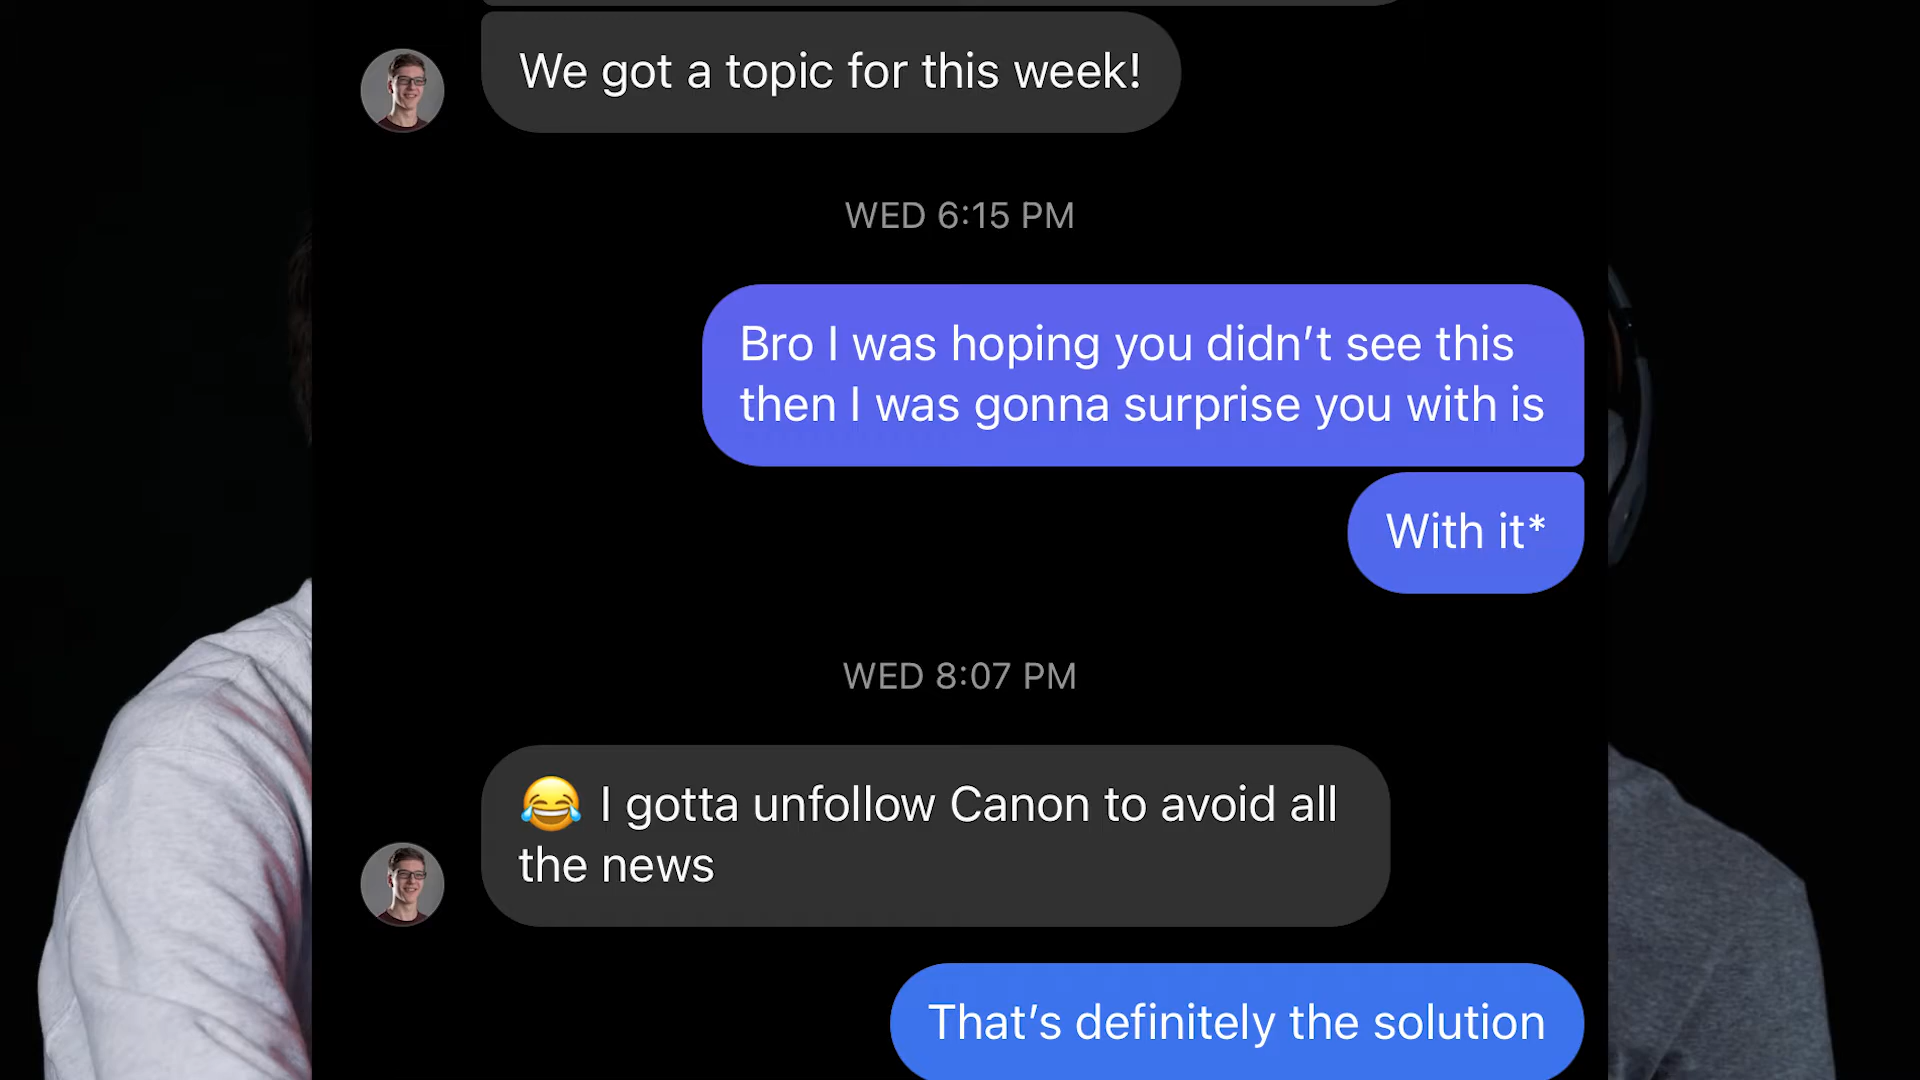 We got a topic for this week!
WED 6:15 PM
Bro I was hoping you didn’t see this
then I was gonna surprise you with is
With it*
WED 8:07 PM
😂 I gotta unfollow Canon to avoid all
the news
That’s definitely the solution